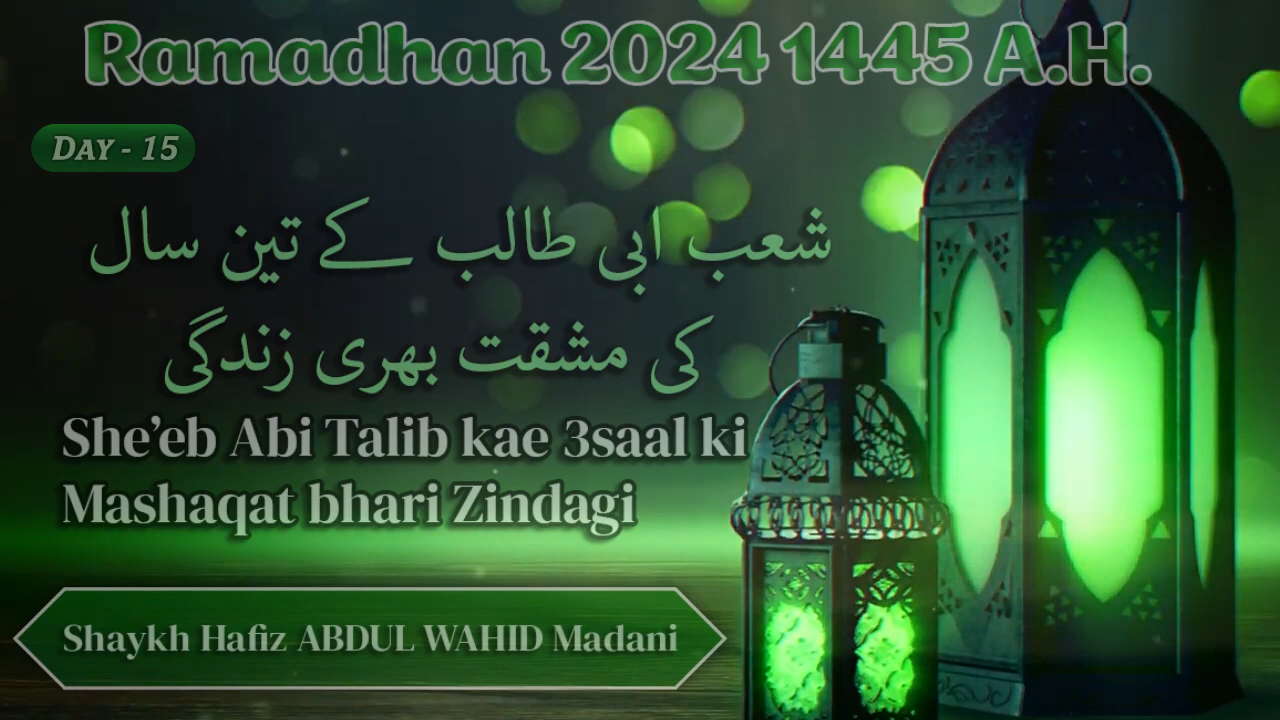 Ramadhan 2024 1445 A.H.
DAY - 15
شعب ابی طالب کے تین سال
کی مشقت بھری زندگی
She’eb Abi Talib kae 3saal ki
Mashaqat bhari Zindagi
Shaykh Hafiz ABDUL WAHID Madani